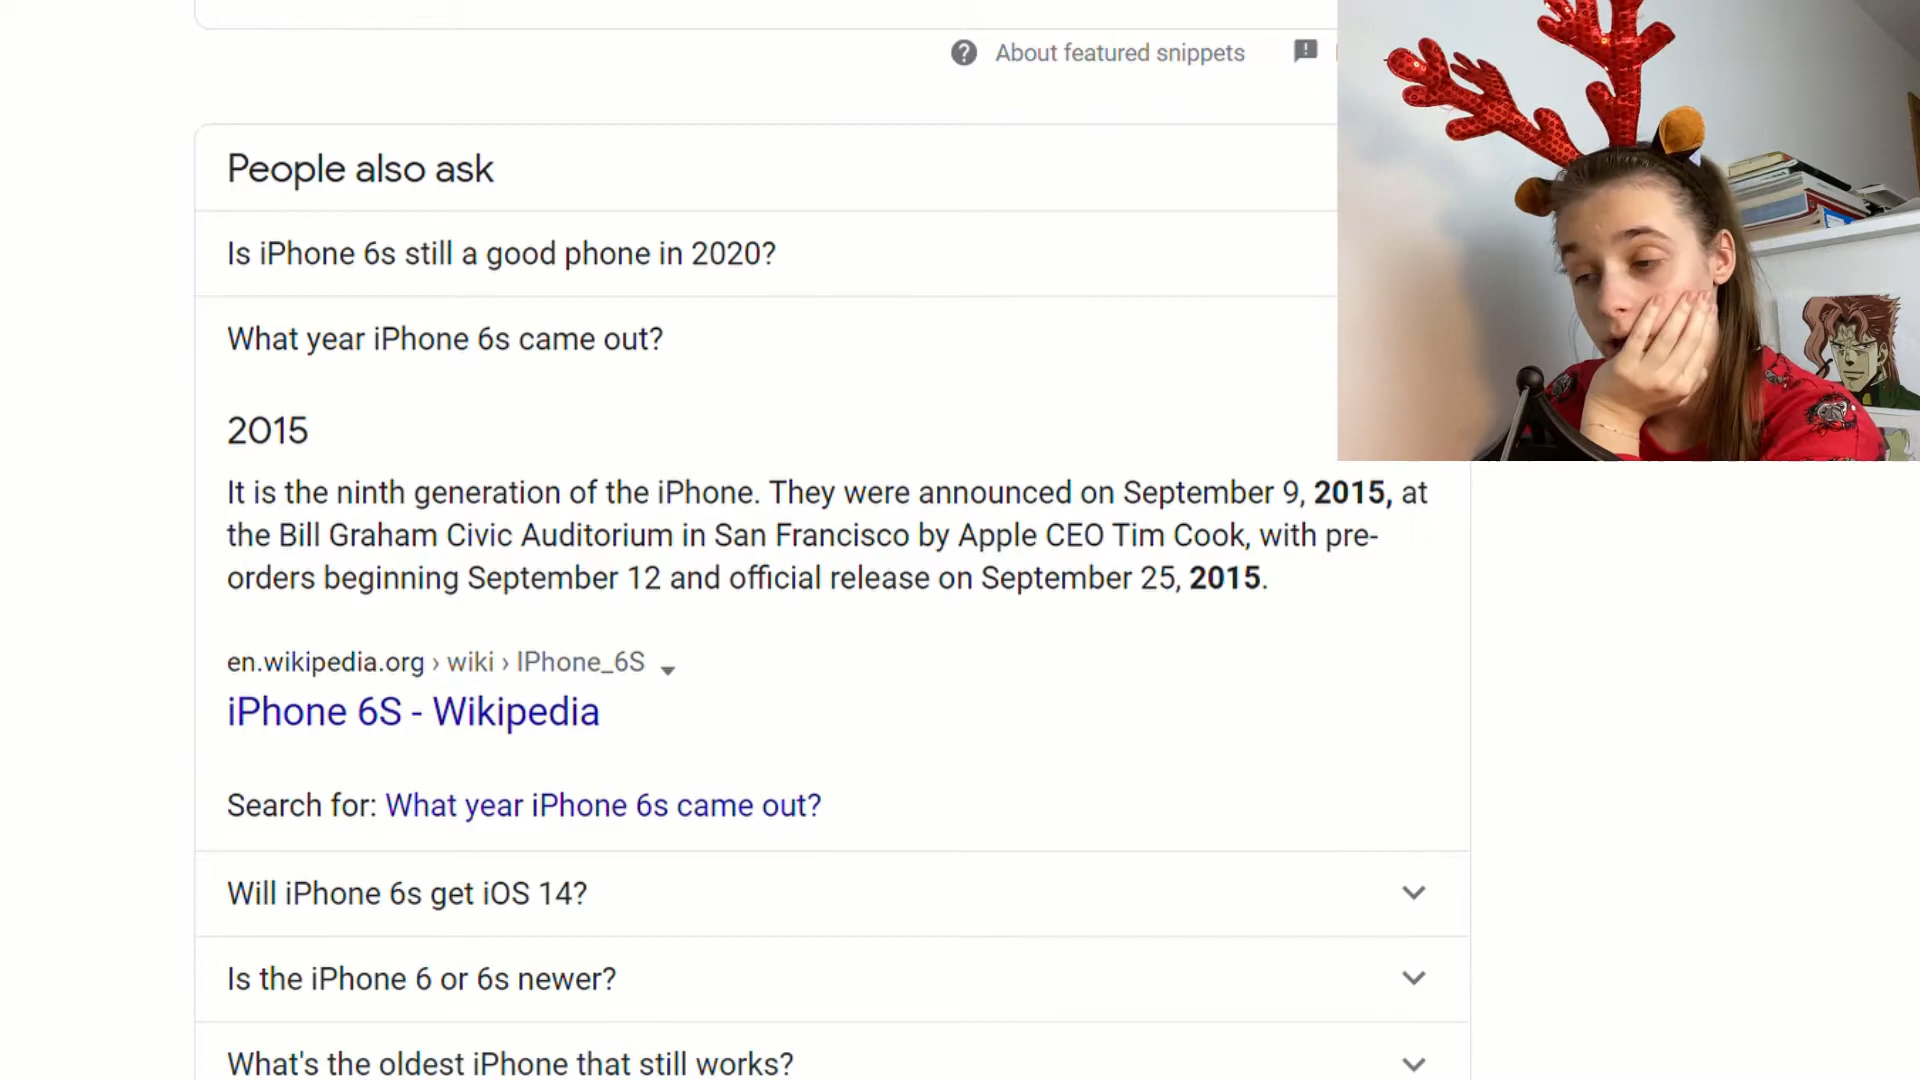 About featured snippets
People also ask
Is iPhone 6s still a good phone in 2020?
What year iPhone 6s came out?
2015
It is the ninth generation of the iPhone. They were announced on September 9, 2015, at
the Bill Graham Civic Auditorium in San Francisco by Apple CEO Tim Cook, with pre-
orders beginning September 12 and official release on September 25, 2015.
en.wikipedia.org › wiki › IPhone_6S
iPhone 6S - Wikipedia
Search for: What year iPhone 6s came out?
Will iPhone 6s get iOS 14?
Is the iPhone 6 or 6s newer?
What's the oldest iPhone that still works?